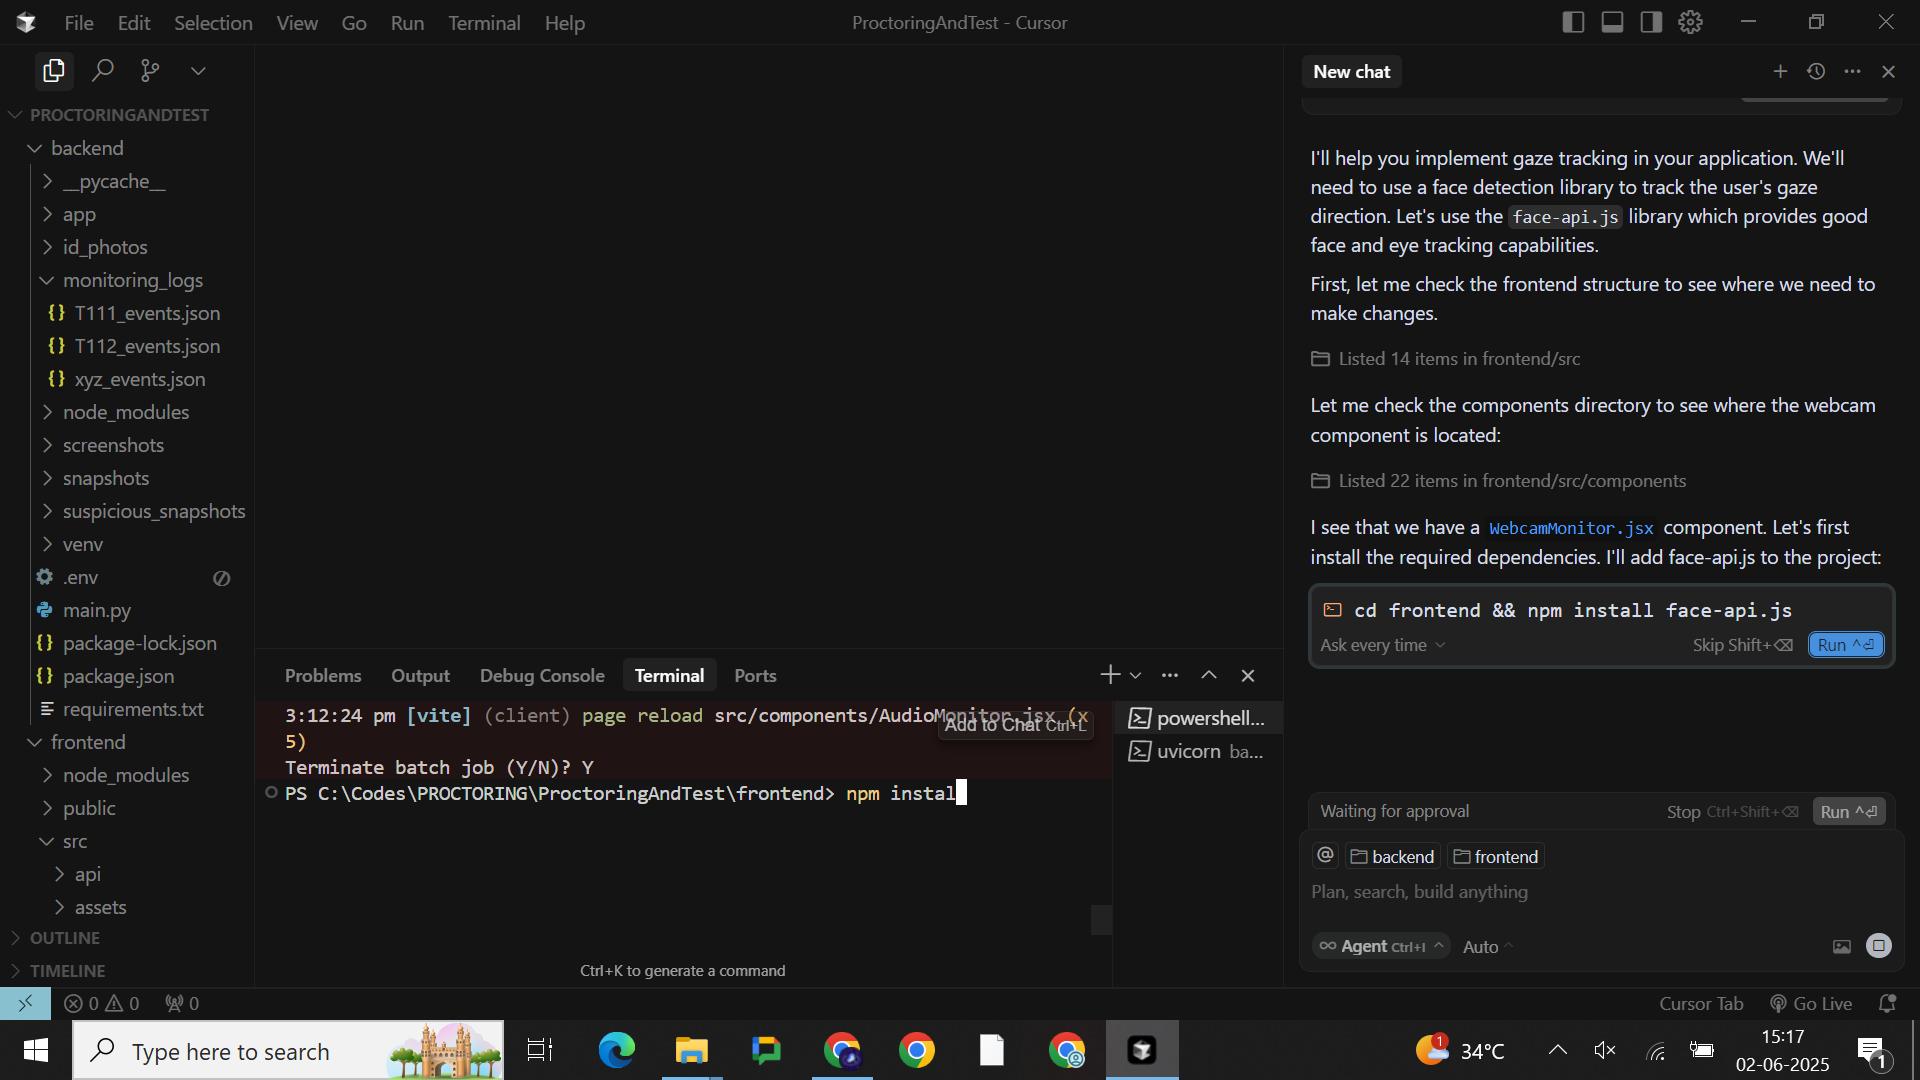 File Edit Selection View Go Run Terminal Help
ProctoringAndTest - Cursor
PROCTORINGANDTEST
backend
__pycache__
app
id_photos
monitoring_logs
{} T111_events.json
{} T112_events.json
{} xyz_events.json
node_modules
screenshots
snapshots
suspicious_snapshots
venv
.env
main.py
{} package-lock.json
{} package.json
requirements.txt
frontend
node_modules
public
src
api
assets
OUTLINE
TIMELINE
Problems Output Debug Console Terminal Ports
3:12:24 pm [vite] (client) page reload src/components/AudioMonitor.jsx (x
5)
Add to Chat Ctrl+L
Terminate batch job (Y/N)? Y
PS C:\Codes\PROCTORING\ProctoringAndTest\frontend> npm instal
powershell...
uvicorn ba...
Ctrl+K to generate a command
New chat
I'll help you implement gaze tracking in your application. We'll
need to use a face detection library to track the user's gaze
direction. Let's use the face-api.js library which provides good
face and eye tracking capabilities.
First, let me check the frontend structure to see where we need to
make changes.
Listed 14 items in frontend/src
Let me check the components directory to see where the webcam
component is located:
Listed 22 items in frontend/src/components
I see that we have a WebcamMonitor.jsx component. Let's first
install the required dependencies. I'll add face-api.js to the project:
cd frontend && npm install face-api.js
Ask every time Skip Shift+⌫ Run ^⏎
Waiting for approval Stop Ctrl+Shift+⌫ Run ^⏎
@ backend frontend
Plan, search, build anything
∞ Agent Ctrl+I Auto
0 0 0
Cursor Tab Go Live
Type here to search
1
34°C
15:17
02-06-2025
1